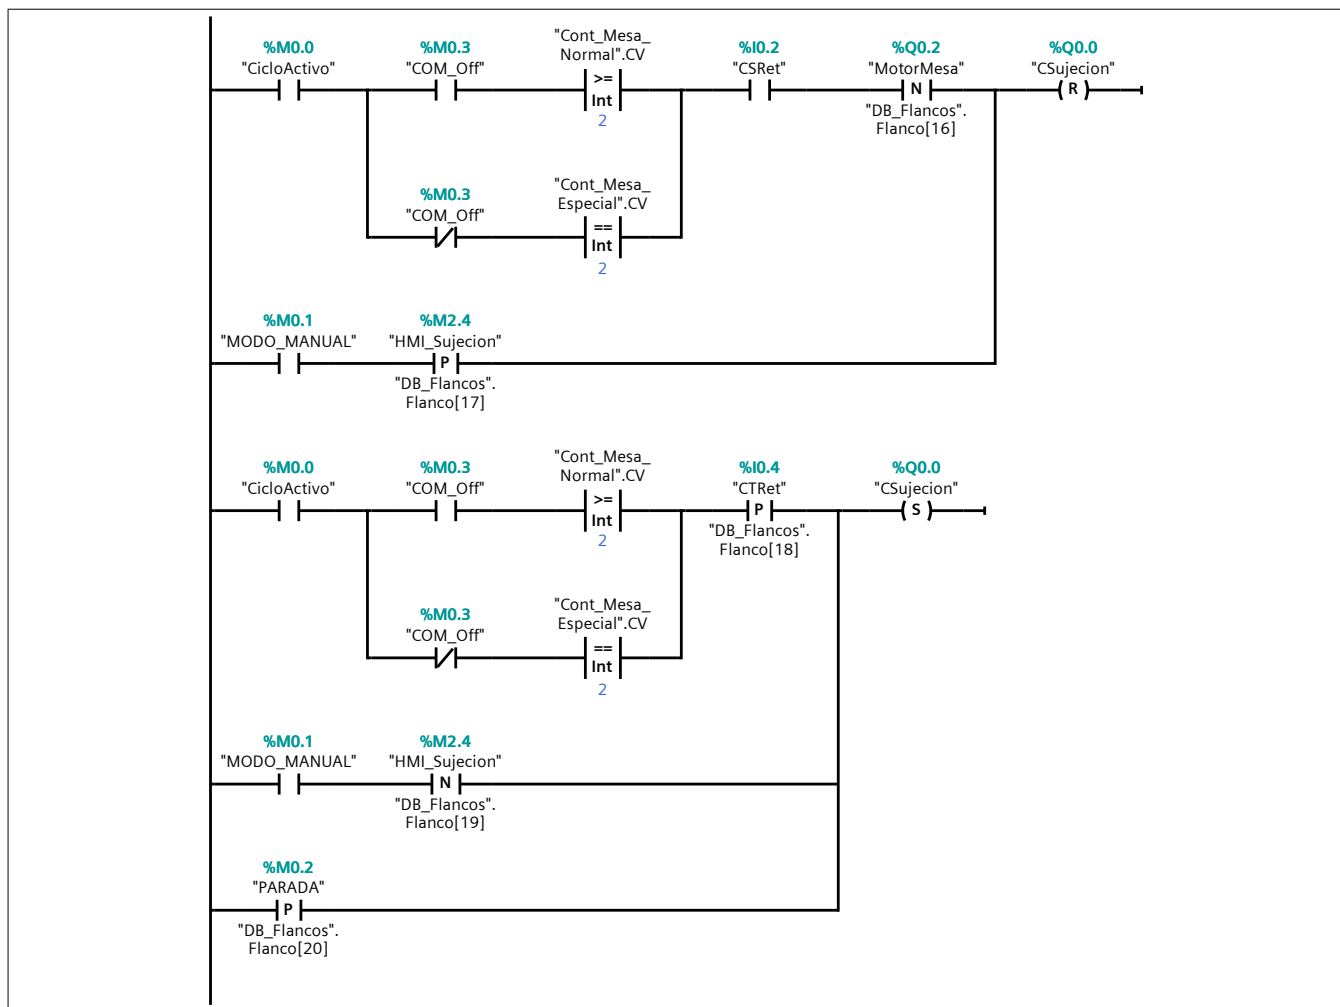 "Cont_Mesa_
%M0.0 %M0.3 Normal".CV %I0.2 %Q0.2 %Q0.0
"CicloActivo" "COM_Off" "CSRet" "MotorMesa" "CSujecion"
>= N R
Int
2
"DB_Flancos".
Flanco[16]
"Cont_Mesa_
%M0.3 Especial".CV
"COM_Off"
==
Int
2
%M0.1 %M2.4
"MODO_MANUAL" "HMI_Sujecion"
P
"DB_Flancos".
Flanco[17]
"Cont_Mesa_
%M0.0 %M0.3 Normal".CV %I0.4 %Q0.0
"CicloActivo" "COM_Off" "CTRet" "CSujecion"
>= P S
Int
2
"DB_Flancos".
Flanco[18]
"Cont_Mesa_
%M0.3 Especial".CV
"COM_Off"
==
Int
2
%M0.1 %M2.4
"MODO_MANUAL" "HMI_Sujecion"
N
"DB_Flancos".
Flanco[19]
%M0.2
"PARADA"
P
"DB_Flancos".
Flanco[20]